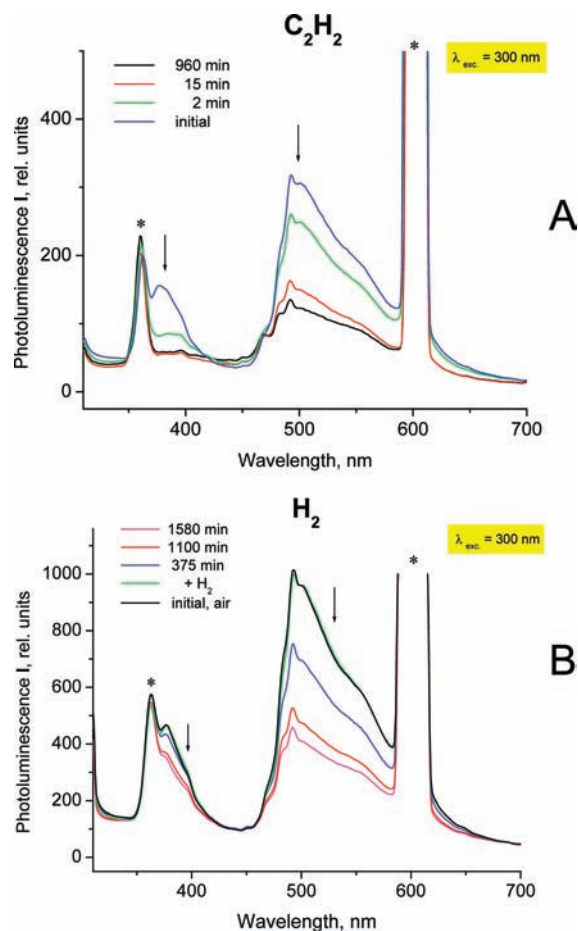 C2H2
*
λ exc. = 300 nm
960 min
15 min
2 min
initial
400
200
0
*
Photoluminescence I, rel. units
A
400 500 600 700
Wavelength, nm
H2
1580 min
1100 min
375 min
+ H2
initial, air
λ exc. = 300 nm
*
1000
800
600
400
200
0
*
Photoluminescence I, rel. units
B
400 500 600 700
Wavelength, nm